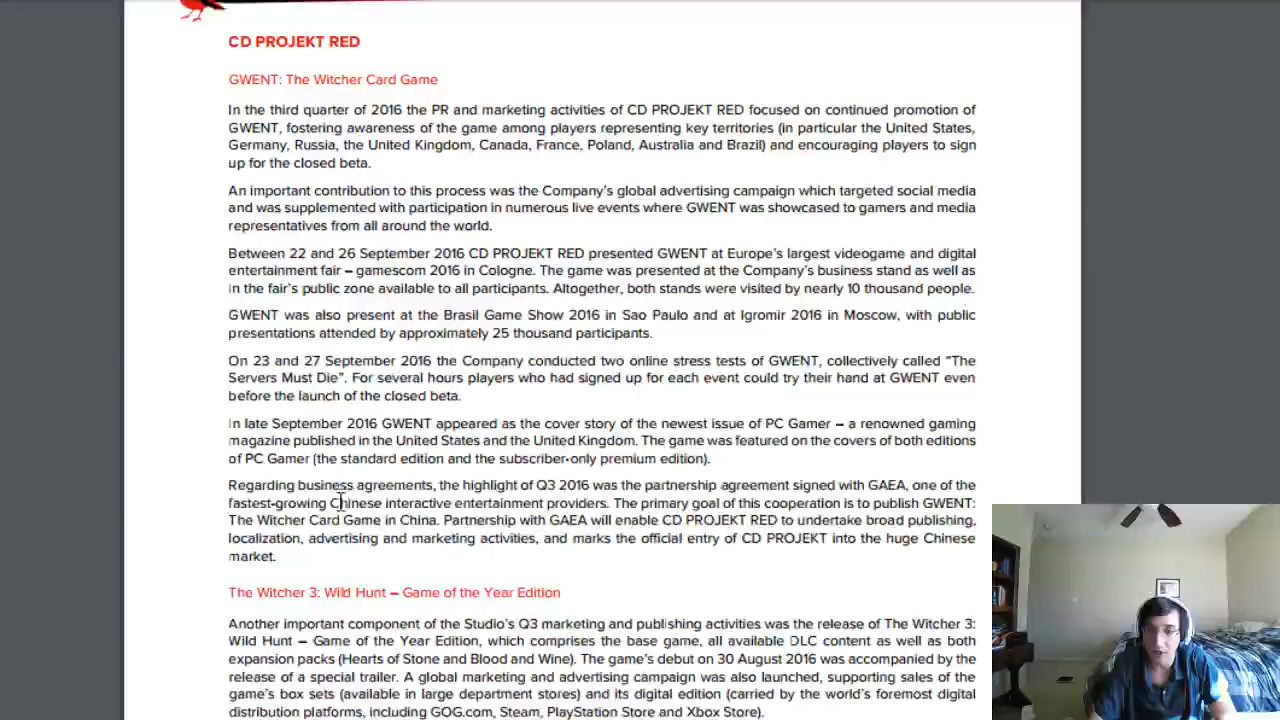 CD PROJEKT RED
GWENT: The Witcher Card Game
In the third quarter of 2016 the PR and marketing activities of CD PROJEKT RED focused on continued promotion of
GWENT, fostering awareness of the game among players representing key territories (in particular the United States,
Germany, Russia, the United Kingdom, Canada, France, Poland, Australia and Brazil) and encouraging players to sign
up for the closed beta.
An important contribution to this process was the Company's global advertising campaign which targeted social media
and was supplemented with participation in numerous live events where GWENT was showcased to gamers and media
representatives from all around the world.
Between 22 and 26 September 2016 CD PROJEKT RED presented GWENT at Europe's largest videogame and digital
entertainment fair – gamescom 2016 in Cologne. The game was presented at the Company's business stand as well as
in the fair's public zone available to all participants. Altogether, both stands were visited by nearly 10 thousand people.
GWENT was also present at the Brasil Game Show 2016 in Sao Paulo and at Igromir 2016 in Moscow, with public
presentations attended by approximately 25 thousand participants.
On 23 and 27 September 2016 the Company conducted two online stress tests of GWENT, collectively called "The
Servers Must Die". For several hours players who had signed up for each event could try their hand at GWENT even
before the launch of the closed beta.
In late September 2016 GWENT appeared as the cover story of the newest issue of PC Gamer – a renowned gaming
magazine published in the United States and the United Kingdom. The game was featured on the covers of both editions
of PC Gamer (the standard edition and the subscriber-only premium edition).
Regarding business agreements, the highlight of Q3 2016 was the partnership agreement signed with GAEA, one of the
fastest-growing Chinese interactive entertainment providers. The primary goal of this cooperation is to publish GWENT:
The Witcher Card Game in China. Partnership with GAEA will enable CD PROJEKT RED to undertake broad publishing,
localization, advertising and marketing activities, and marks the official entry of CD PROJEKT into the huge Chinese
market.
The Witcher 3: Wild Hunt – Game of the Year Edition
Another important component of the Studio's Q3 marketing and publishing activities was the release of The Witcher 3:
Wild Hunt – Game of the Year Edition, which comprises the base game, all available DLC content as well as both
expansion packs (Hearts of Stone and Blood and Wine). The game's debut on 30 August 2016 was accompanied by the
release of a special trailer. A global marketing and advertising campaign was also launched, supporting sales of the
game's box sets (available in large department stores) and its digital edition (carried by the world's foremost digital
distribution platforms, including GOG.com, Steam, PlayStation Store and Xbox Store).